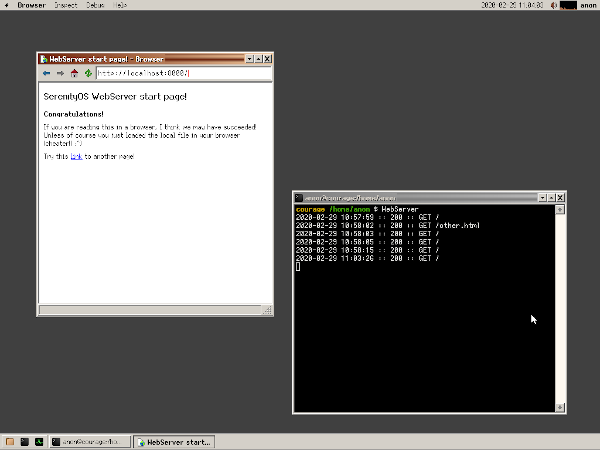 Browser Inspect Debug Help
2020-02-29 11:04:03 anon
WebServer start page! - Browser
http://localhost:8000/
SerenityOS WebServer start page!
Congratulations!
If you are reading this in a browser, I think we may have succeeded!
Unless of course you just loaded the local file in your browser
(cheater!! :^)
Try this link to another page!
anon@courage:/home/anon
courage /home/anon $ WebServer
2020-02-29 10:57:59 :: 200 :: GET /
2020-02-29 10:58:02 :: 200 :: GET /other.html
2020-02-29 10:58:03 :: 200 :: GET /
2020-02-29 10:58:05 :: 200 :: GET /
2020-02-29 10:58:15 :: 200 :: GET /
2020-02-29 11:03:26 :: 200 :: GET /
anon@courage:/ho...
WebServer start...